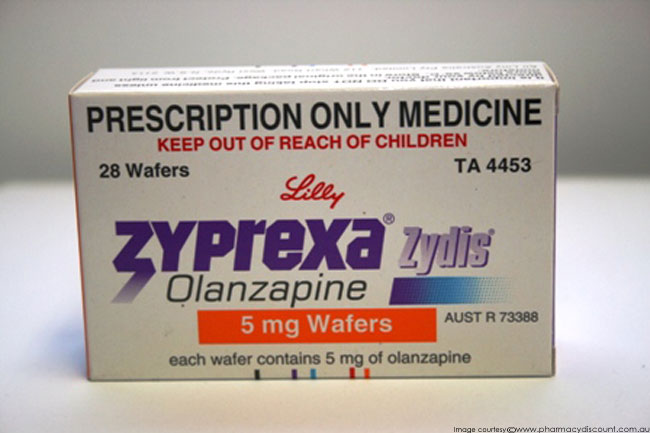 PRESCRIPTION ONLY MEDICINE
KEEP OUT OF REACH OF CHILDREN
28 Wafers TA 4453
Lilly
ZYPREXA® Zydis®
Olanzapine
5 mg Wafers AUST R 73388
each wafer contains 5 mg of olanzapine
Image courtesy©www.pharmacydiscount.com.au